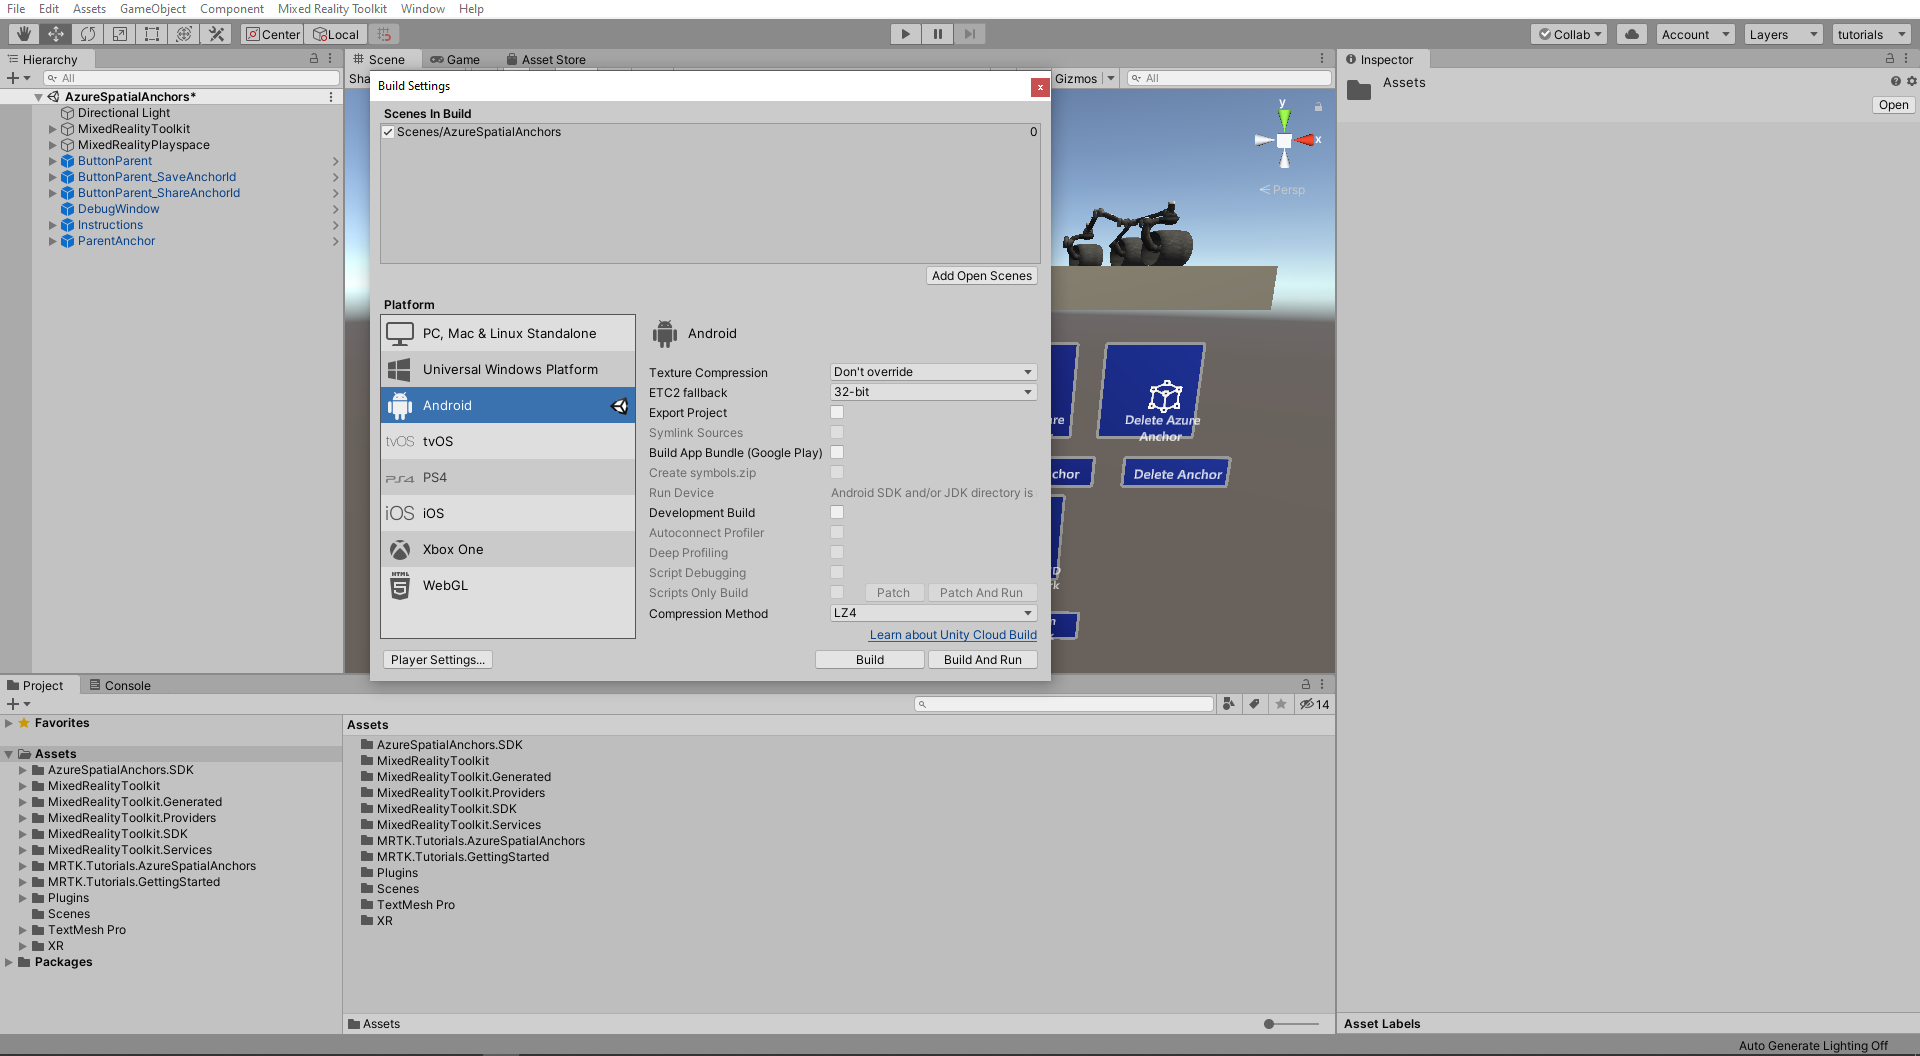 File Edit Assets GameObject Component Mixed Reality Toolkit Window Help
Center Local Collab Account Layers tutorials
Hierarchy
All
AzureSpatialAnchors*
Directional Light
MixedRealityToolkit
MixedRealityPlayspace
ButtonParent
ButtonParent_SaveAnchorId
ButtonParent_ShareAnchorId
DebugWindow
Instructions
ParentAnchor
Scene Game Asset Store
Sha
Gizmos All
Build Settings
x
Scenes In Build
Scenes/AzureSpatialAnchors 0
Add Open Scenes
Platform
PC, Mac & Linux Standalone
Universal Windows Platform
Android
tvOS tvOS
PS4 PS4
iOS iOS
Xbox One
HTML 5 WebGL
Android
Texture Compression Don't override
ETC2 fallback 32-bit
Export Project
Symlink Sources
Build App Bundle (Google Play)
Create symbols.zip
Run Device Android SDK and/or JDK directory is
Development Build
Autoconnect Profiler
Deep Profiling
Script Debugging
Scripts Only Build Patch Patch And Run
Compression Method LZ4
Learn about Unity Cloud Build
Player Settings... Build Build And Run
y
x
Persp
re
Delete Azure
Anchor
chor
Delete Anchor
D
k
n
Inspector
Assets
Open
Project Console
14
Favorites
Assets
AzureSpatialAnchors.SDK
MixedRealityToolkit
MixedRealityToolkit.Generated
MixedRealityToolkit.Providers
MixedRealityToolkit.SDK
MixedRealityToolkit.Services
MRTK.Tutorials.AzureSpatialAnchors
MRTK.Tutorials.GettingStarted
Plugins
Scenes
TextMesh Pro
XR
Packages
Assets
AzureSpatialAnchors.SDK
MixedRealityToolkit
MixedRealityToolkit.Generated
MixedRealityToolkit.Providers
MixedRealityToolkit.SDK
MixedRealityToolkit.Services
MRTK.Tutorials.AzureSpatialAnchors
MRTK.Tutorials.GettingStarted
Plugins
Scenes
TextMesh Pro
XR
Assets
Asset Labels
Auto Generate Lighting Off